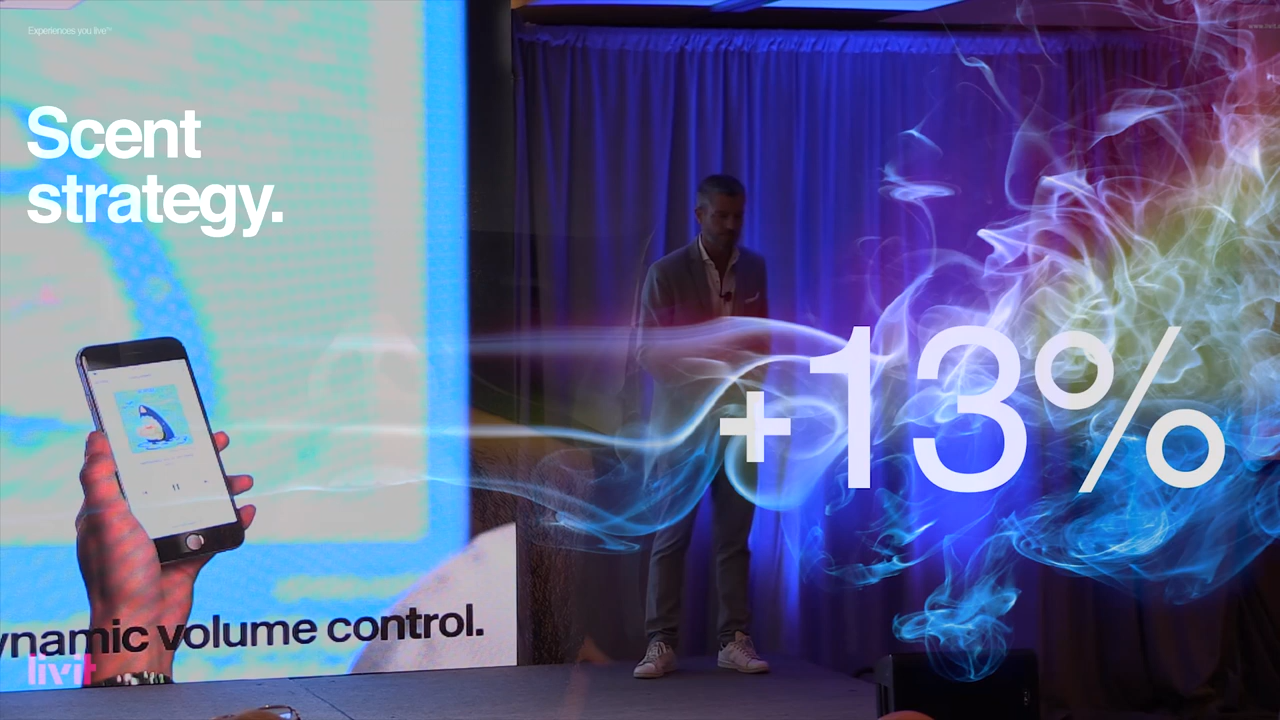 Experiences you live™
Scent
strategy.
+13%
ynamic volume control.
livit